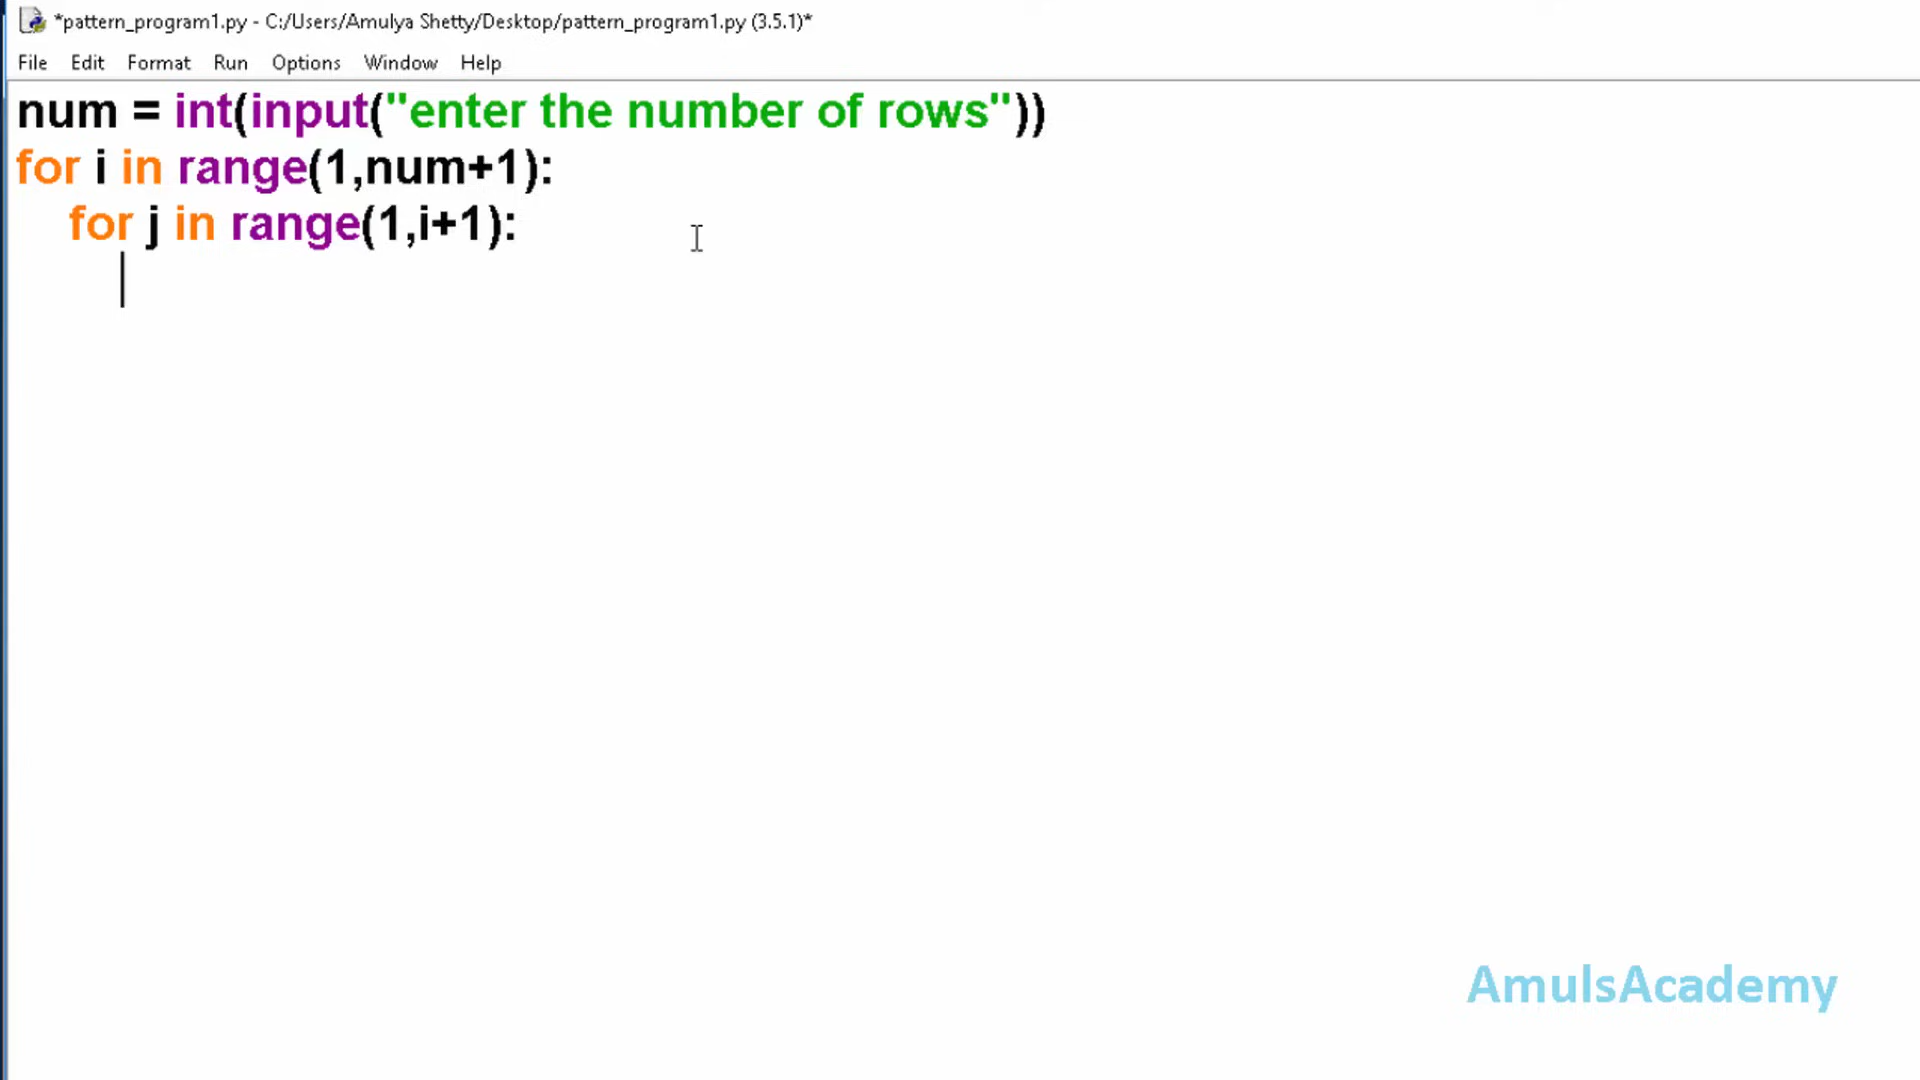 *pattern_program1.py - C:/Users/Amulya Shetty/Desktop/pattern_program1.py (3.5.1)*
File Edit Format Run Options Window Help
num = int(input("enter the number of rows"))
for i in range(1,num+1):
    for j in range(1,i+1):
AmulsAcademy